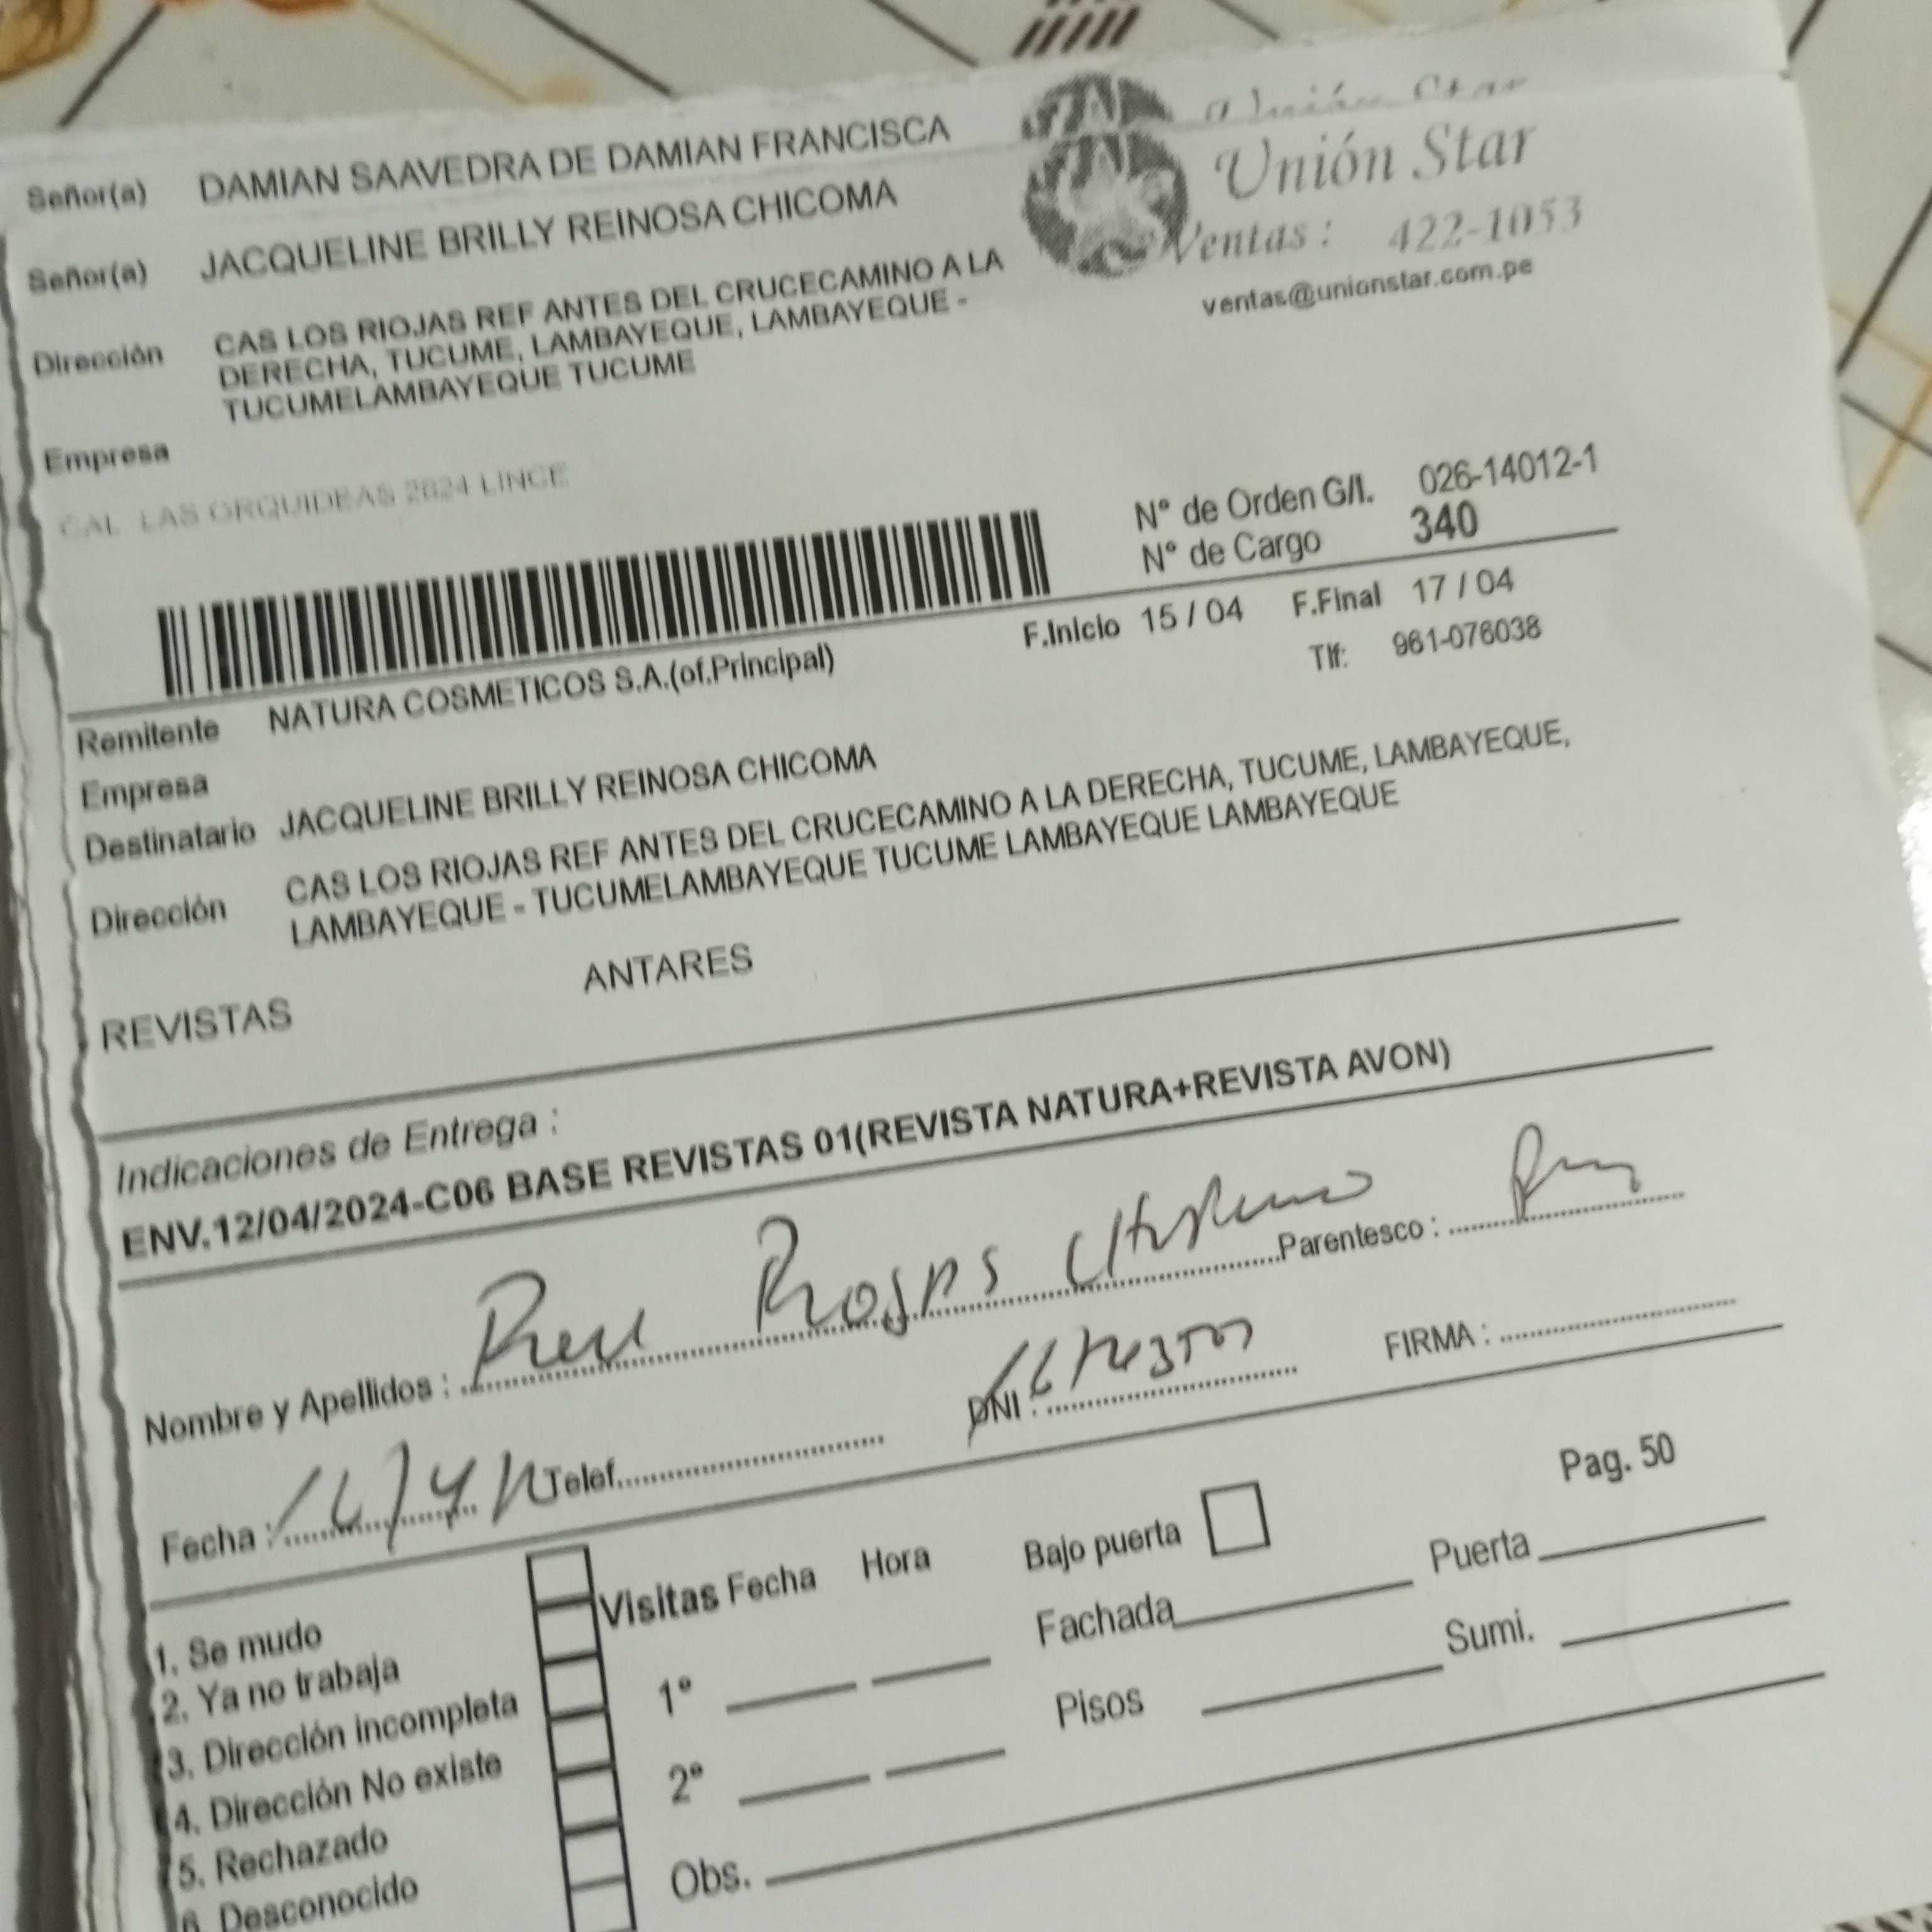 Unión Star
Señor(a) DAMIAN SAAVEDRA DE DAMIAN FRANCISCA
Unión Star
Señor(a) JACQUELINE BRILLY REINOSA CHICOMA
Ventas: 422-1053
ventas@unionstar.com.pe
Dirección CAS LOS RIOJAS REF ANTES DEL CRUCECAMINO A LA
DERECHA, TUCUME, LAMBAYEQUE, LAMBAYEQUE -
TUCUMELAMBAYEQUE TUCUME
Empresa
CAL LAS ORQUIDEAS 2624 LINCE
N° de Orden G/I. 026-14012-1
N° de Cargo 340
F.Inicio 15 / 04 F.Final 17 / 04
Tlf: 961-076038
Remitente NATURA COSMETICOS S.A.(of.Principal)
Empresa
Destinatario JACQUELINE BRILLY REINOSA CHICOMA
Dirección CAS LOS RIOJAS REF ANTES DEL CRUCECAMINO A LA DERECHA, TUCUME, LAMBAYEQUE,
LAMBAYEQUE - TUCUMELAMBAYEQUE TUCUME LAMBAYEQUE LAMBAYEQUE
REVISTAS ANTARES
Indicaciones de Entrega :
ENV.12/04/2024-C06 BASE REVISTAS 01(REVISTA NATURA+REVISTA AVON)
Nombre y Apellidos : Parentesco :
Fecha : Telef. DNI : FIRMA :
Pag. 50
1. Se mudo
2. Ya no trabaja
3. Dirección incompleta
4. Dirección No existe
5. Rechazado
6. Desconocido
Visitas Fecha Hora
1°
2°
Obs.
Bajo puerta
Fachada Puerta
Pisos Sumi.